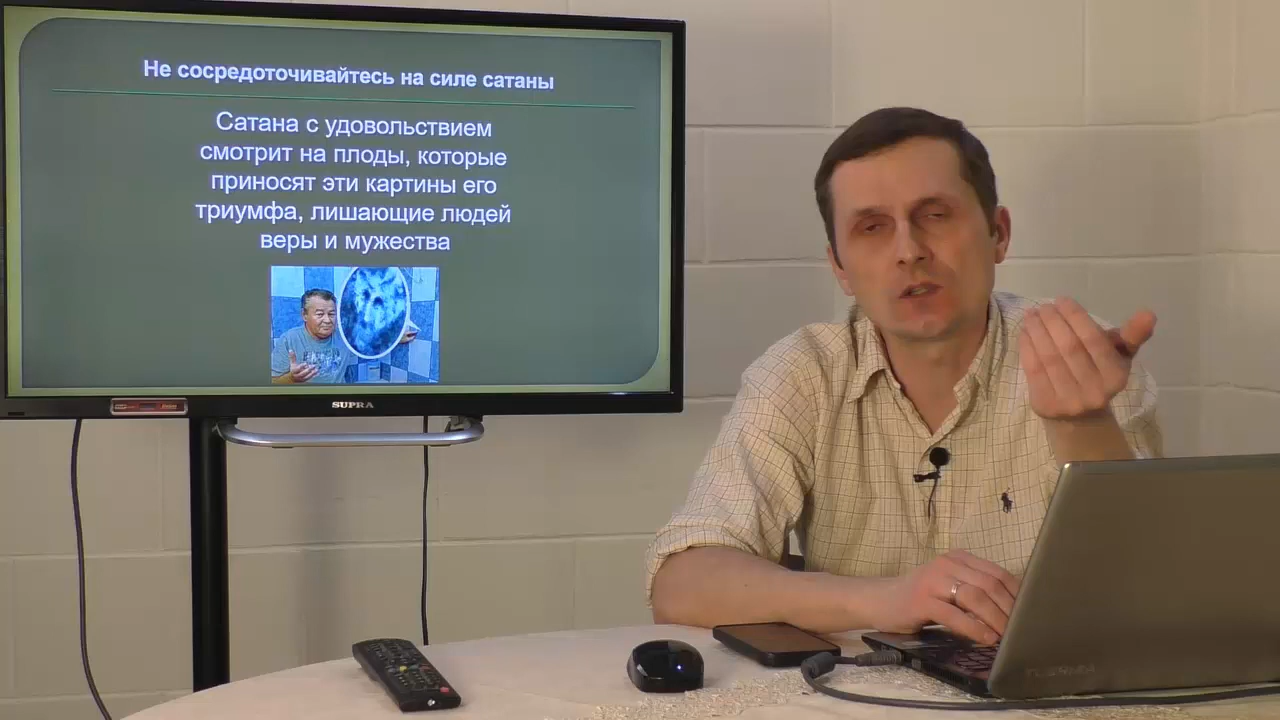 Не сосредоточивайтесь на силе сатаны
Сатана с удовольствием
смотрит на плоды, которые
приносят эти картины его
триумфа, лишающие людей
веры и мужества
SUPRA